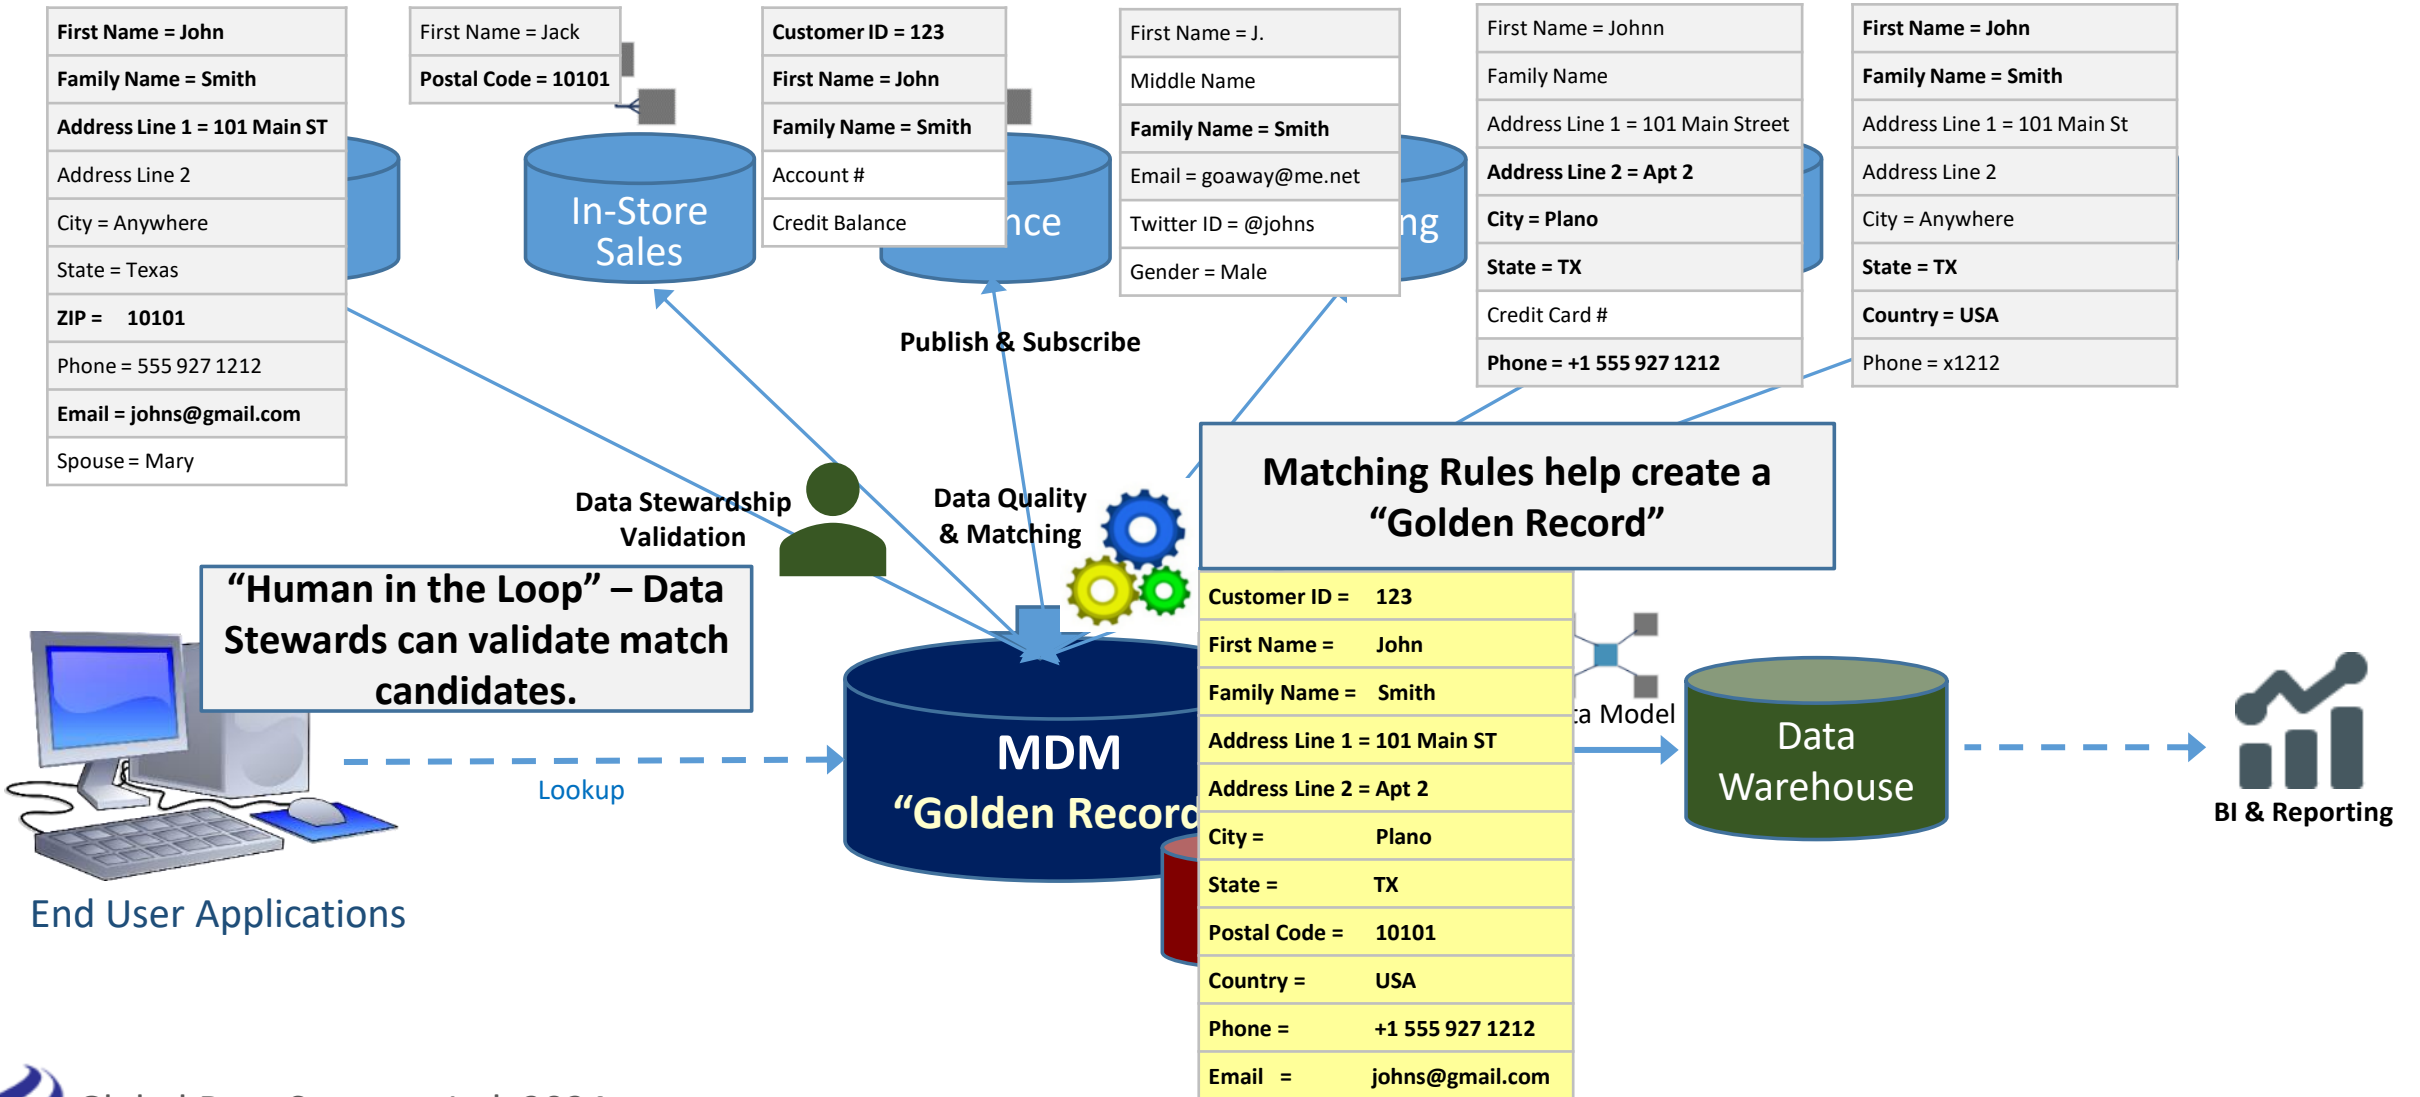 First Name = John
Family Name = Smith
Address Line 1 = 101 Main ST
Address Line 2
City = Anywhere
State = Texas
ZIP = 10101
Phone = 555 927 1212
Email = johns@gmail.com
Spouse = Mary
First Name = Jack
Postal Code = 10101
In-Store
Sales
Customer ID = 123
First Name = John
Family Name = Smith
Account #
Credit Balance
First Name = J.
Middle Name
Family Name = Smith
Email = goaway@me.net
Twitter ID = @johns
Gender = Male
First Name = Johnn
Family Name
Address Line 1 = 101 Main Street
Address Line 2 = Apt 2
City = Plano
State = TX
Credit Card #
Phone = +1 555 927 1212
First Name = John
Family Name = Smith
Address Line 1 = 101 Main St
Address Line 2
City = Anywhere
State = TX
Country = USA
Phone = x1212
Publish & Subscribe
Data Stewardship
Validation
Data Quality
& Matching
Matching Rules help create a
“Golden Record”
“Human in the Loop” – Data
Stewards can validate match
candidates.
End User Applications
Lookup
MDM
“Golden Record
Customer ID = 123
First Name = John
Family Name = Smith
Address Line 1 = 101 Main ST
Address Line 2 = Apt 2
City = Plano
State = TX
Postal Code = 10101
Country = USA
Phone = +1 555 927 1212
Email = johns@gmail.com
Model
Data
Warehouse
BI & Reporting